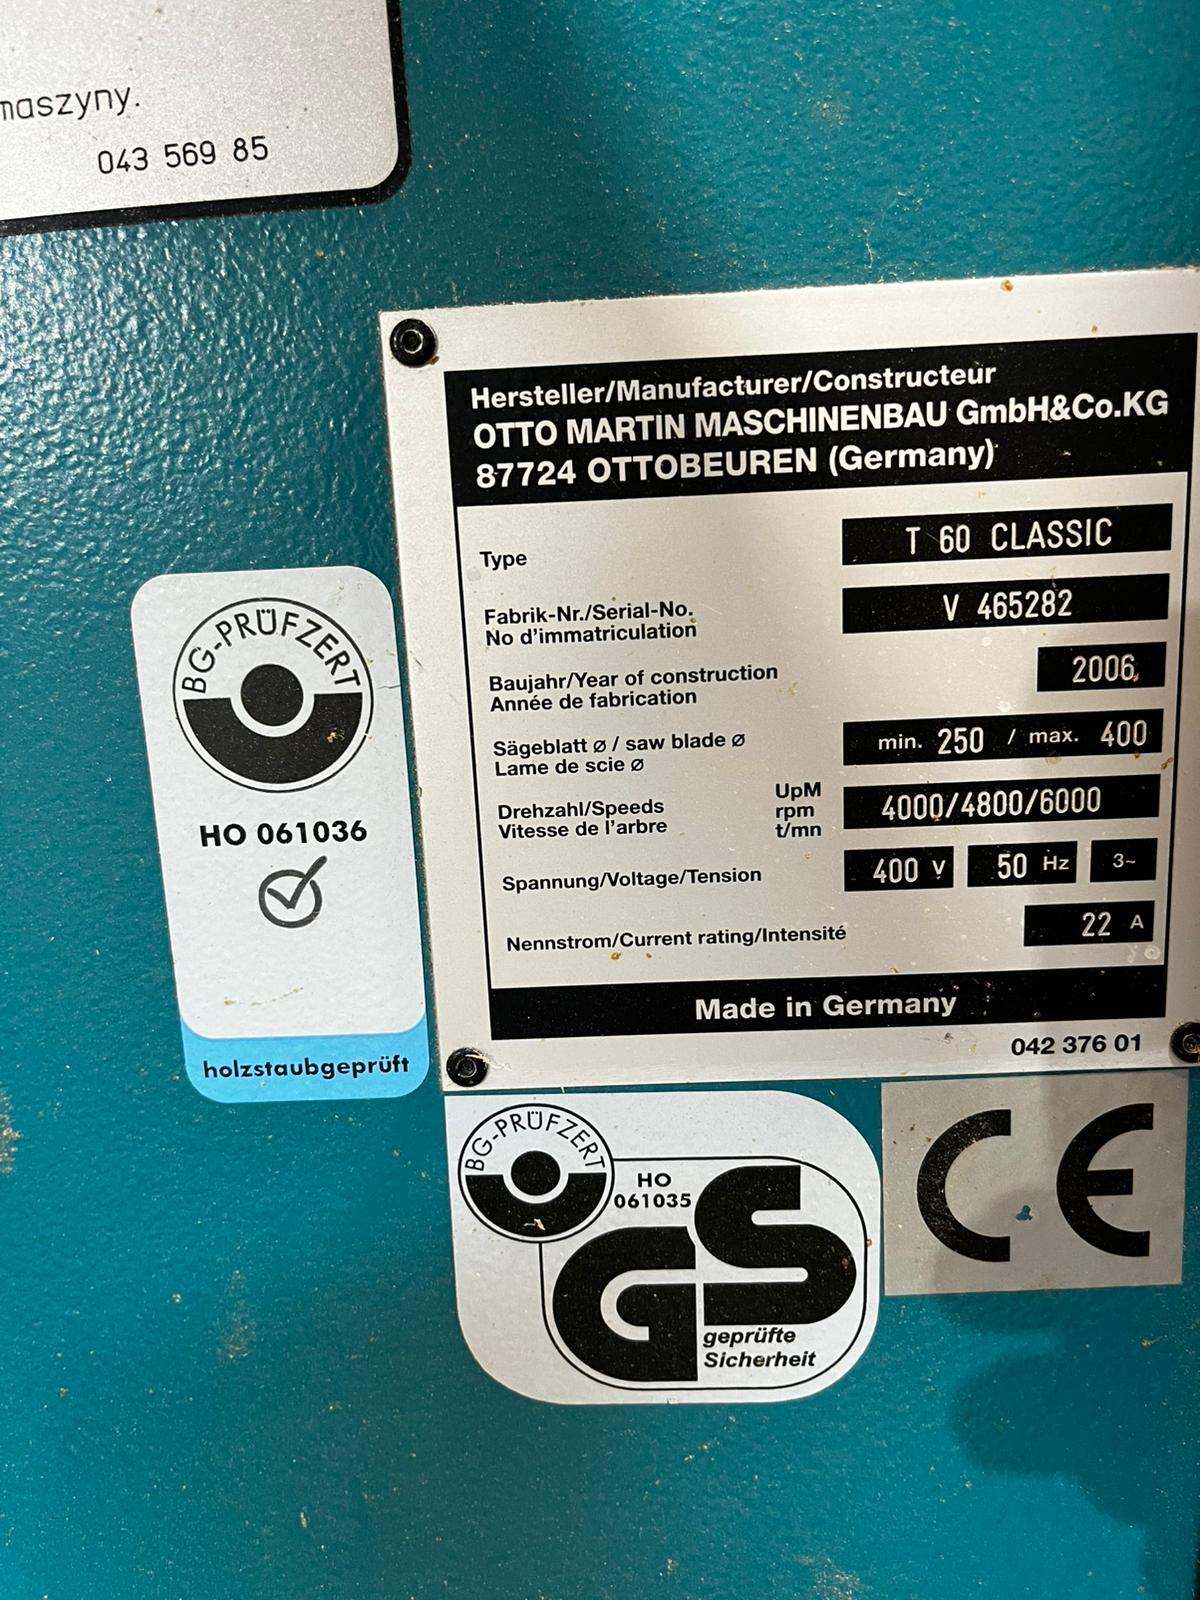 maszyny.
043 569 85
Hersteller/Manufacturer/Constructeur
OTTO MARTIN MASCHINENBAU GmbH&Co.KG
87724 OTTOBEUREN (Germany)
Type T 60 CLASSIC
Fabrik-Nr./Serial-No. V 465282
No d'immatriculation
Baujahr/Year of construction 2006
Année de fabrication
Sägeblatt ø / saw blade ø min. 250 / max. 400
Lame de scie ø
Drehzahl/Speeds UpM
Vitesse de l'arbre rpm 4000/4800/6000
t/mn
Spannung/Voltage/Tension 400 V 50 Hz 3~
Nennstrom/Current rating/Intensité 22 A
Made in Germany
042 376 01
BG-PRÜFZERT
HO 061036
holzstaubgeprüft
BG-PRÜFZERT
HO
061035
GS
geprüfte
Sicherheit
CE